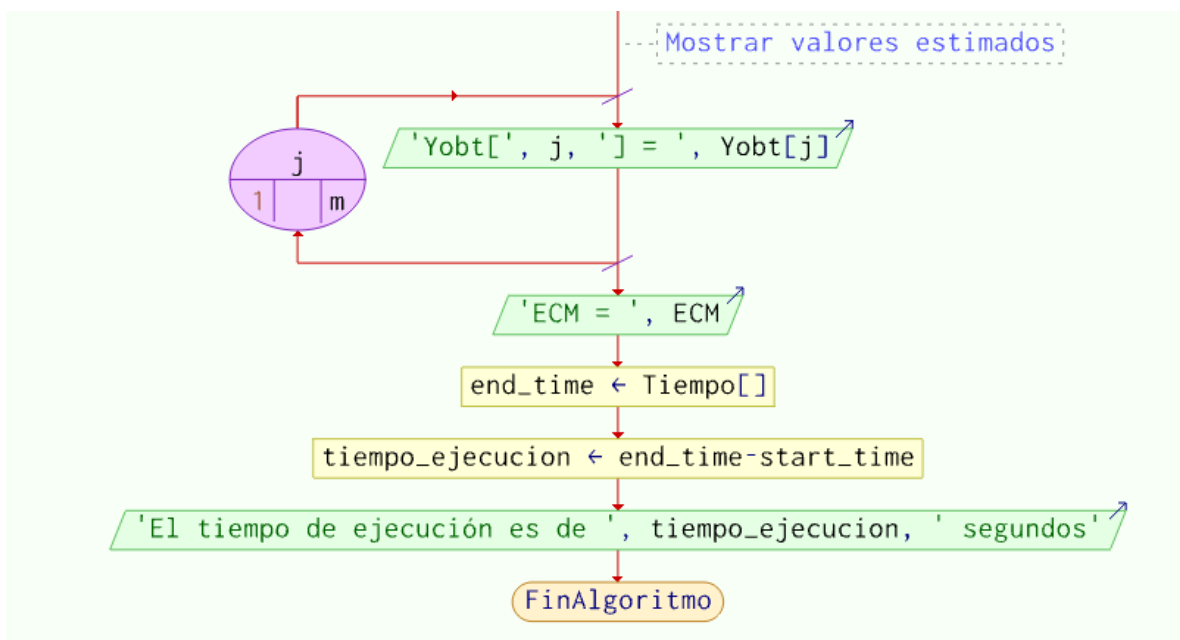 Mostrar valores estimados
'Yobt[', j, '] = ', Yobt[j]
j
1 m
'ECM = ', ECM
end_time ← Tiempo[]
tiempo_ejecucion ← end_time-start_time
'El tiempo de ejecución es de ', tiempo_ejecucion, ' segundos'
FinAlgoritmo